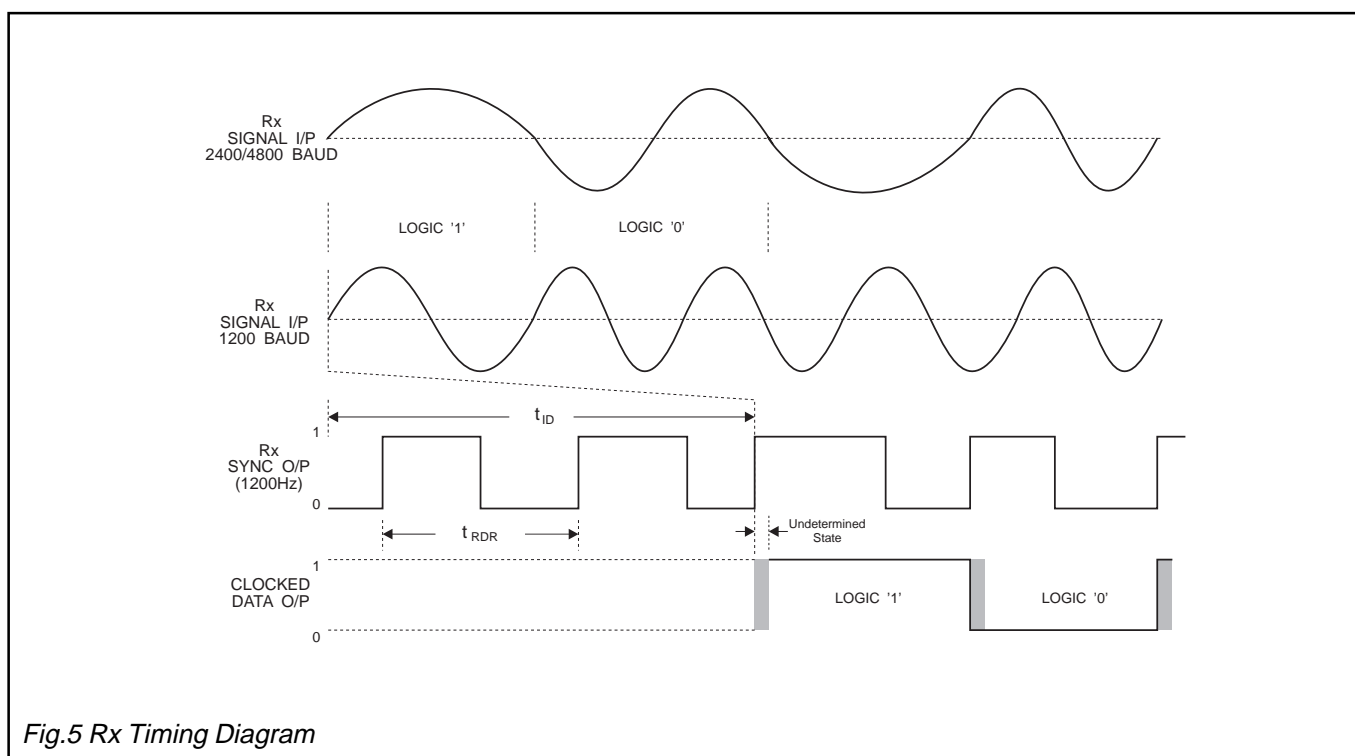 Rx
SIGNAL I/P
2400/4800 BAUD
LOGIC '1'
LOGIC '0'
Rx
SIGNAL I/P
1200 BAUD
t ID
1
Rx
SYNC O/P
(1200Hz)
0
t RDR
Undetermined
State
1
CLOCKED
DATA O/P
LOGIC '1'
LOGIC '0'
0
Fig.5 Rx Timing Diagram